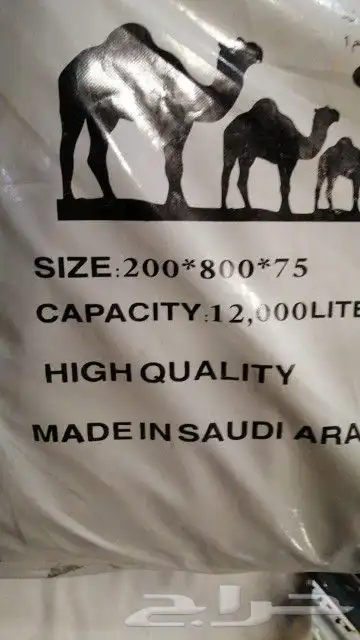 SIZE:200*800*75
CAPACITY:12,000LITE
HIGH QUALITY
MADE IN SAUDI ARA
حراج